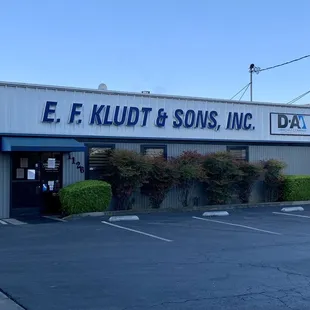 E. F. KLUDT & SONS, INC.
D-A